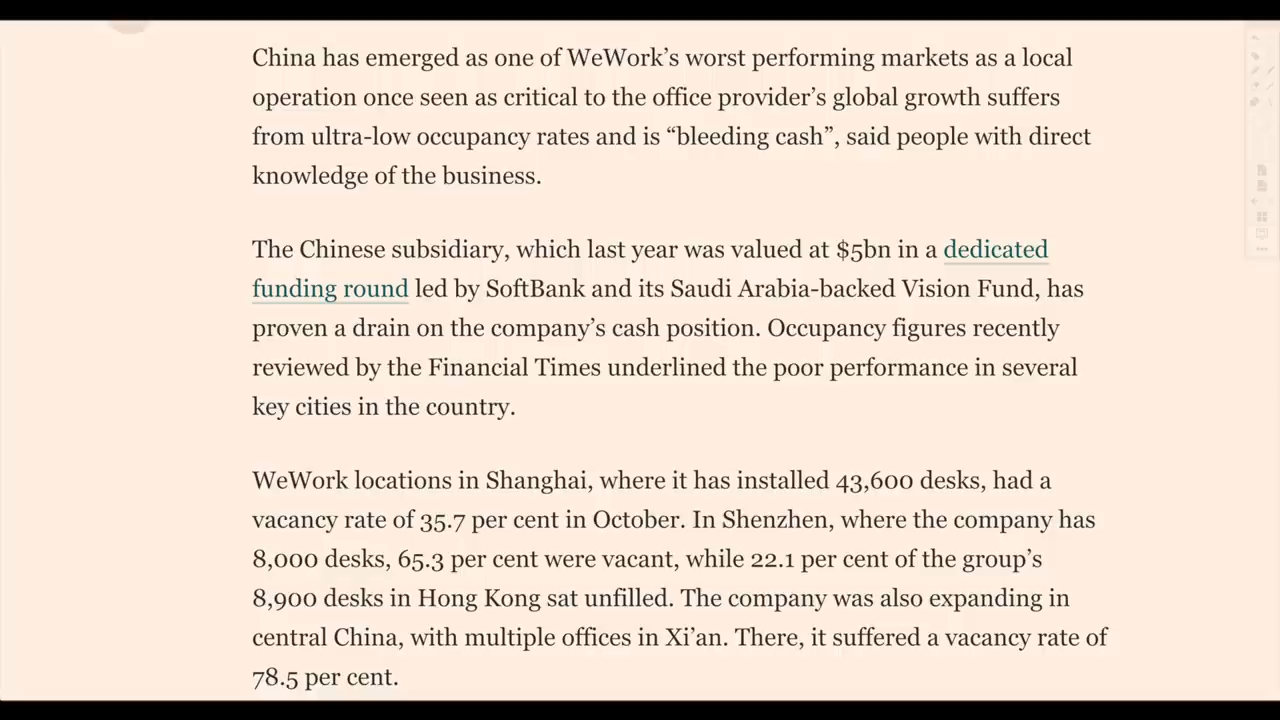 China has emerged as one of WeWork’s worst performing markets as a local
operation once seen as critical to the office provider’s global growth suffers
from ultra-low occupancy rates and is “bleeding cash”, said people with direct
knowledge of the business.
The Chinese subsidiary, which last year was valued at $5bn in a dedicated
funding round led by SoftBank and its Saudi Arabia-backed Vision Fund, has
proven a drain on the company’s cash position. Occupancy figures recently
reviewed by the Financial Times underlined the poor performance in several
key cities in the country.
WeWork locations in Shanghai, where it has installed 43,600 desks, had a
vacancy rate of 35.7 per cent in October. In Shenzhen, where the company has
8,000 desks, 65.3 per cent were vacant, while 22.1 per cent of the group’s
8,900 desks in Hong Kong sat unfilled. The company was also expanding in
central China, with multiple offices in Xi’an. There, it suffered a vacancy rate of
78.5 per cent.